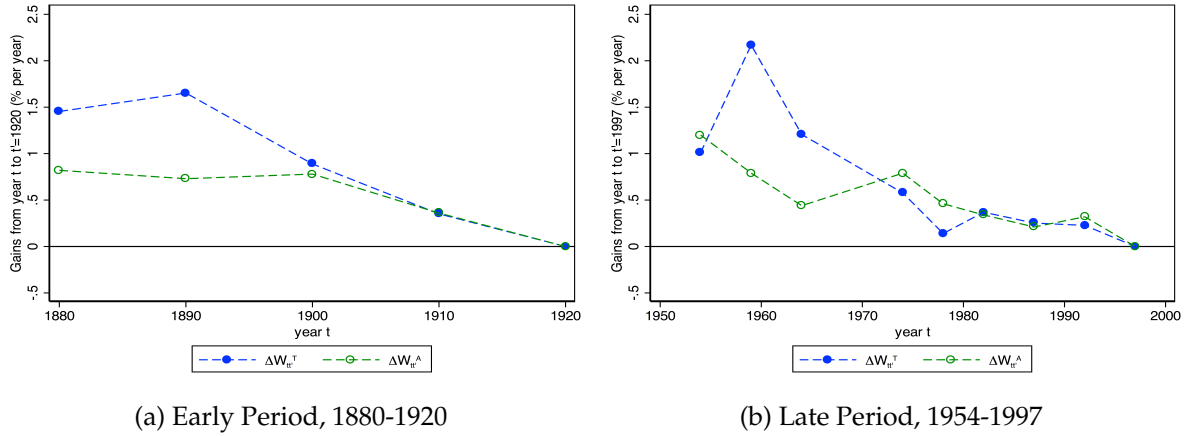 Gains from year t to t'=1920 (% per year)
2.5
2
1.5
1
.5
0
-.5
1880 1890 1900 1910 1920
year t
ΔW_tt'^T ΔW_tt'^A
(a) Early Period, 1880-1920
Gains from year t to t'=1997 (% per year)
2.5
2
1.5
1
.5
0
-.5
1950 1960 1970 1980 1990 2000
year t
ΔW_tt'^T ΔW_tt'^A
(b) Late Period, 1954-1997